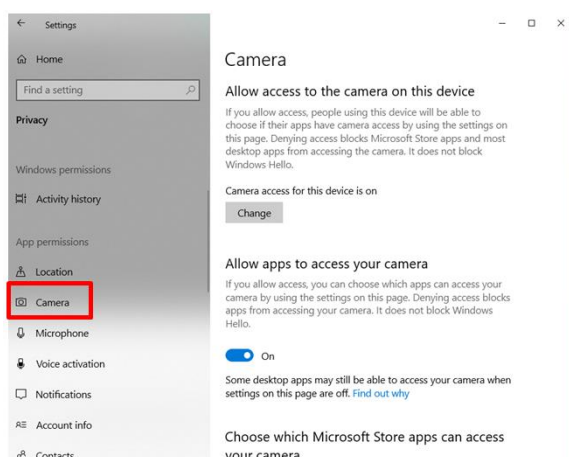 Settings
Home
Find a setting
Privacy
Windows permissions
Activity history
App permissions
Location
Camera
Microphone
Voice activation
Notifications
Account info
Contacts
Camera
Allow access to the camera on this device
If you allow access, people using this device will be able to
choose if their apps have camera access by using the settings on
this page. Denying access blocks Microsoft Store apps and most
desktop apps from accessing the camera. It does not block
Windows Hello.
Camera access for this device is on
Change
Allow apps to access your camera
If you allow access, you can choose which apps can access your
camera by using the settings on this page. Denying access blocks
apps from accessing your camera. It does not block Windows
Hello.
On
Some desktop apps may still be able to access your camera when
settings on this page are off. Find out why
Choose which Microsoft Store apps can access
your camera